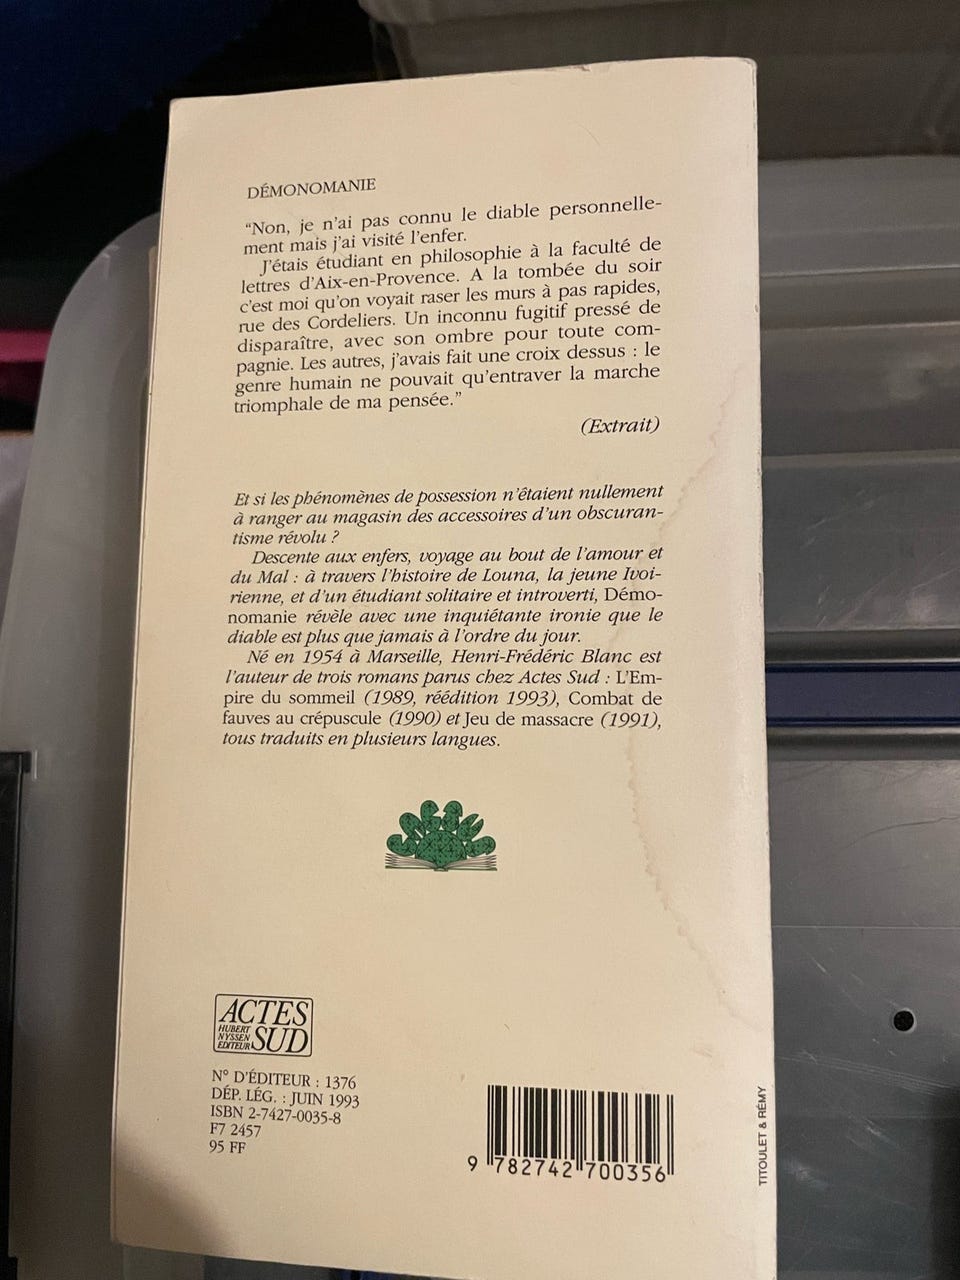 DÉMONOMANIE
“Non, je n’ai pas connu le diable personnelle-
ment mais j’ai visité l’enfer.
J’étais étudiant en philosophie à la faculté de
lettres d’Aix-en-Provence. A la tombée du soir
c’est moi qu’on voyait raser les murs à pas rapides,
rue des Cordeliers. Un inconnu fugitif pressé de
disparaître, avec son ombre pour toute com-
pagnie. Les autres, j’avais fait une croix dessus : le
genre humain ne pouvait qu’entraver la marche
triomphale de ma pensée.”
(Extrait)
Et si les phénomènes de possession n’étaient nullement
à ranger au magasin des accessoires d’un obscuran-
tisme révolu ?
Descente aux enfers, voyage au bout de l’amour et
du Mal : à travers l’histoire de Louna, la jeune Ivoi-
rienne, et d’un étudiant solitaire et introverti, Démo-
nomanie révèle avec une inquiétante ironie que le
diable est plus que jamais à l’ordre du jour.
Né en 1954 à Marseille, Henri-Frédéric Blanc est
l’auteur de trois romans parus chez Actes Sud : L’Em-
pire du sommeil (1989, réédition 1993), Combat de
fauves au crépuscule (1990) et Jeu de massacre (1991),
tous traduits en plusieurs langues.
ACTES
HUBERT
NYSSEN
ÉDITEUR
SUD
N° D’ÉDITEUR : 1376
DÉP. LÉG. : JUIN 1993
ISBN 2-7427-0035-8
F7 2457
95 FF
9 782742 700356
TITOULET & RÉMY